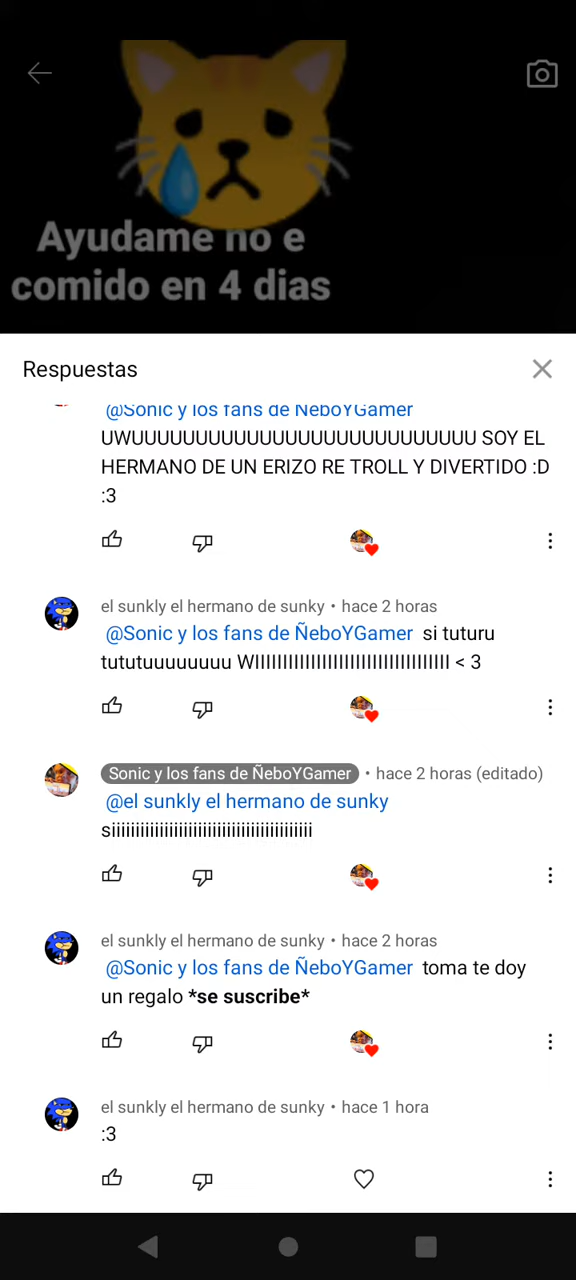 Ayudame no e
comido en 4 dias
Respuestas
@Sonic y los fans de ÑeboYGamer
UWUUUUUUUUUUUUUUUUUUUUUUUUUUU SOY EL
HERMANO DE UN ERIZO RE TROLL Y DIVERTIDO :D
:3
el sunkly el hermano de sunky • hace 2 horas
@Sonic y los fans de ÑeboYGamer si tuturu
tututuuuuuuuu WIIIIIIIIIIIIIIIIIIIIIIIIIIIIIIIIIII < 3
Sonic y los fans de ÑeboYGamer • hace 2 horas (editado)
@el sunkly el hermano de sunky
siiiiiiiiiiiiiiiiiiiiiiiiiiiiiiiiiiiiiiiii
el sunkly el hermano de sunky • hace 2 horas
@Sonic y los fans de ÑeboYGamer toma te doy
un regalo *se suscribe*
el sunkly el hermano de sunky • hace 1 hora
:3